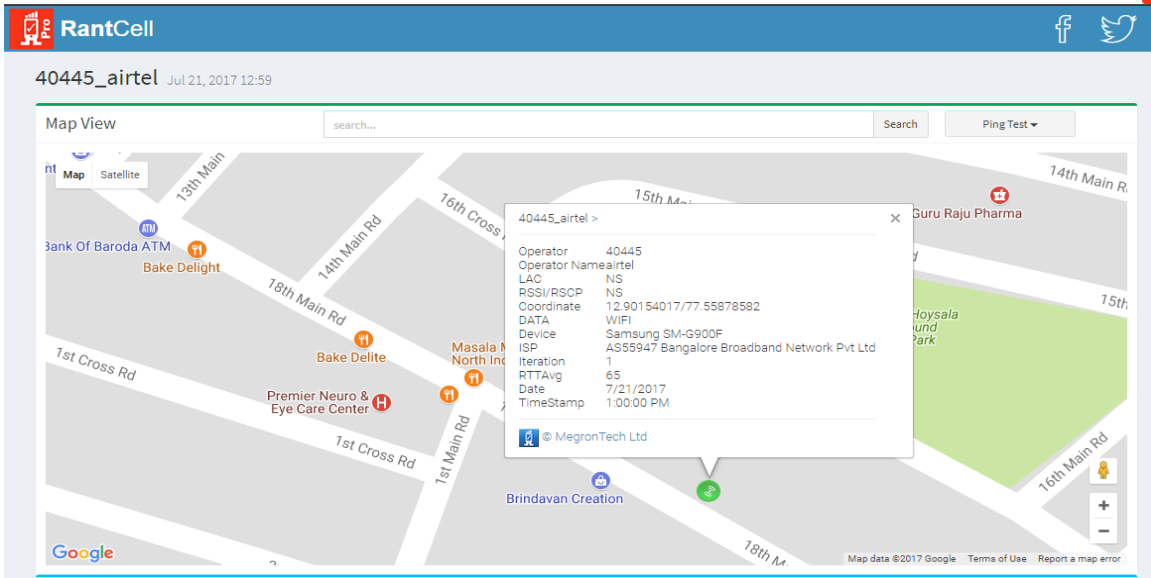 Pro RantCell
40445_airtel Jul 21, 2017 12:59
Map View
search...
Search
Ping Test
Map Satellite
13th Main
14th Main R
16th Cross
15th Ma
Guru Raju Pharma
ATM
Bank Of Baroda ATM
Bake Delight
14th Main Rd
18th Main Rd
Hoysala
und
Park
15th
1st Cross Rd
Bake Delite
Masala M
North Ind
Premier Neuro &
Eye Care Center
H
1st Cross Rd
1st Main Rd
40445_airtel >
×
Operator 40445
Operator Name airtel
LAC NS
RSSI/RSCP NS
Coordinate 12.90154017/77.55878582
DATA WIFI
Device Samsung SM-G900F
ISP AS55947 Bangalore Broadband Network Pvt Ltd
Iteration 1
RTTAvg 65
Date 7/21/2017
TimeStamp 1:00:00 PM
© MegronTech Ltd
Brindavan Creation
16th Main Rd
18th M
+
−
Google
Map data ©2017 Google Terms of Use Report a map error